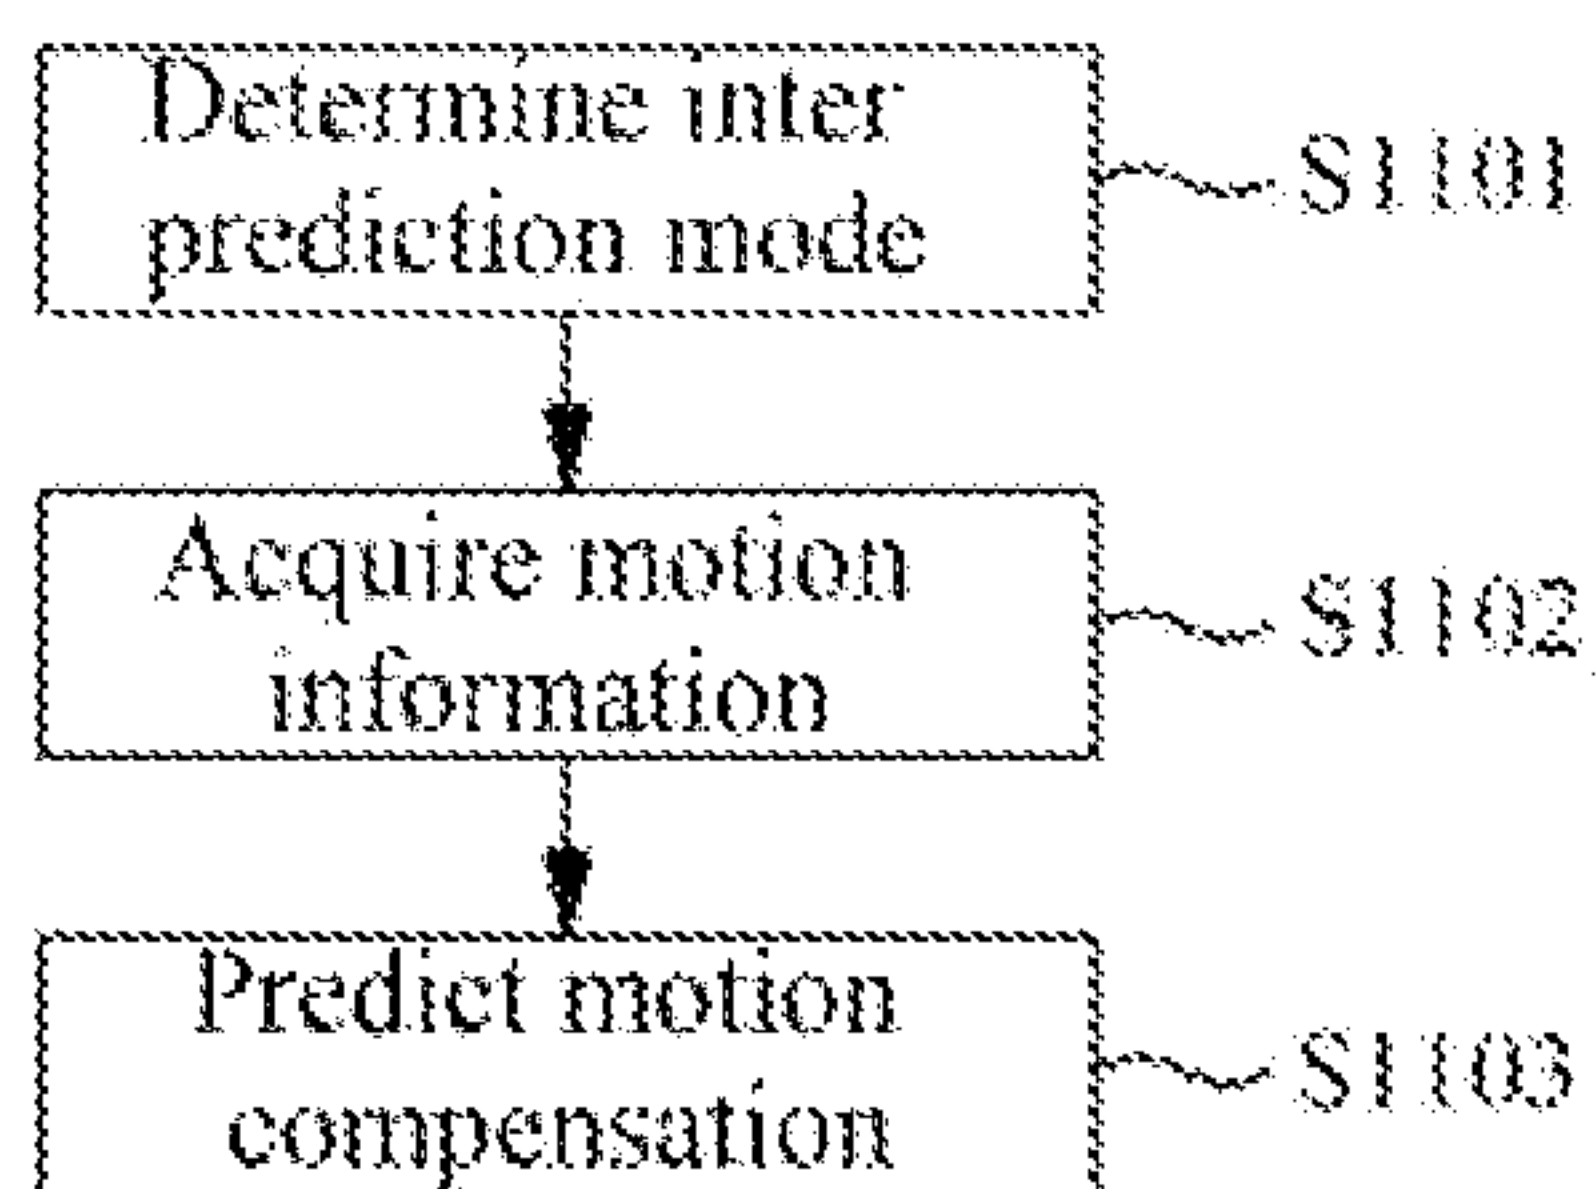 Determine inter
prediction mode
S1101
Acquire motion
information
S1102
Predict motion
compensation
S1103